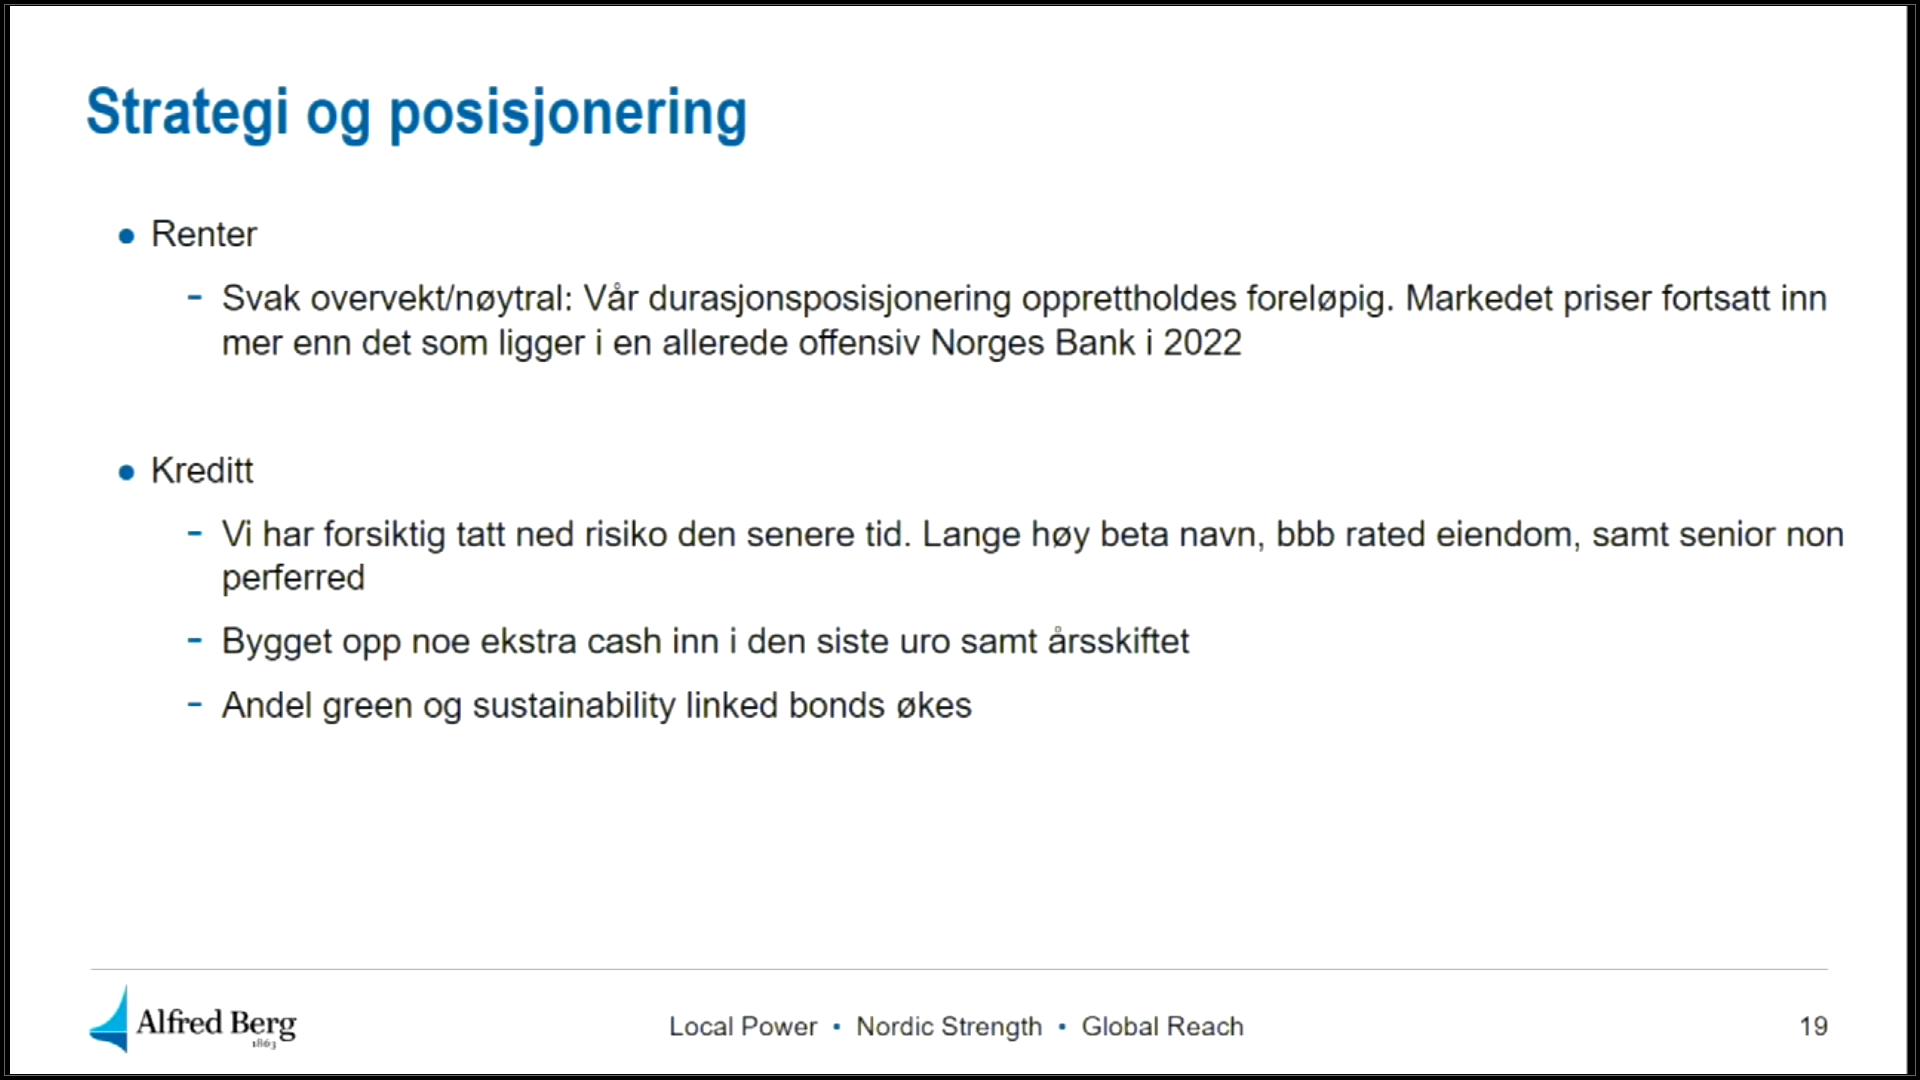 Strategi og posisjonering
● Renter
- Svak overvekt/nøytral: Vår durasjonsposisjonering opprettholdes foreløpig. Markedet priser fortsatt inn
mer enn det som ligger i en allerede offensiv Norges Bank i 2022
● Kreditt
- Vi har forsiktig tatt ned risiko den senere tid. Lange høy beta navn, bbb rated eiendom, samt senior non
perferred
- Bygget opp noe ekstra cash inn i den siste uro samt årsskiftet
- Andel green og sustainability linked bonds økes
Alfred Berg
1863
Local Power • Nordic Strength • Global Reach
19